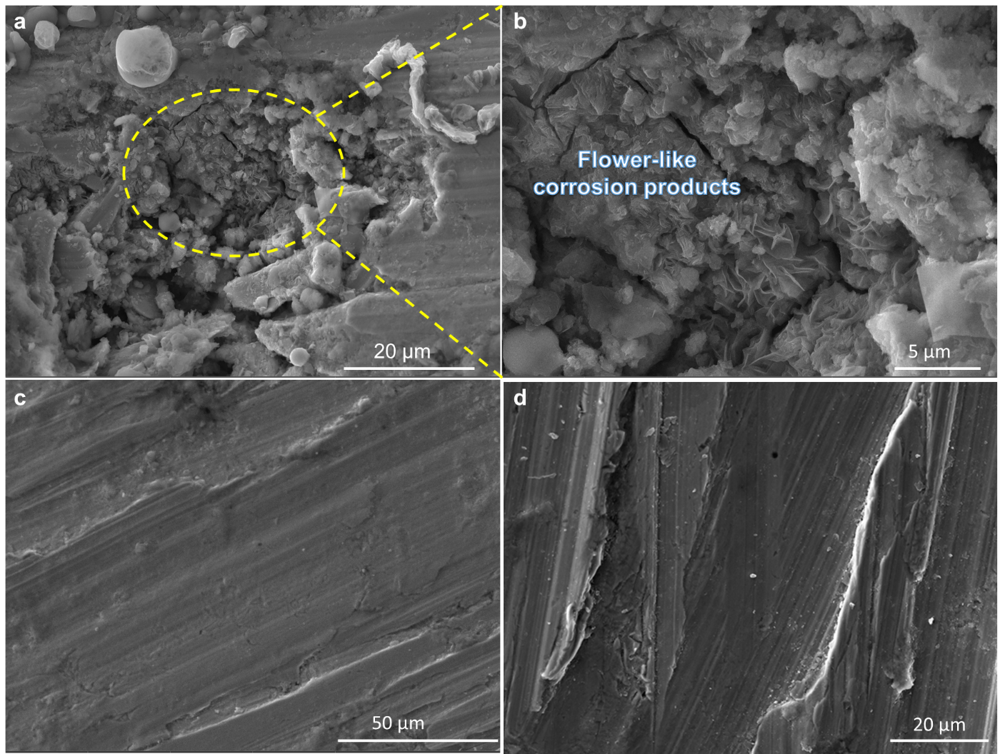 a
b
Flower-like
corrosion products
20 μm
5 μm
c
d
50 μm
20 μm